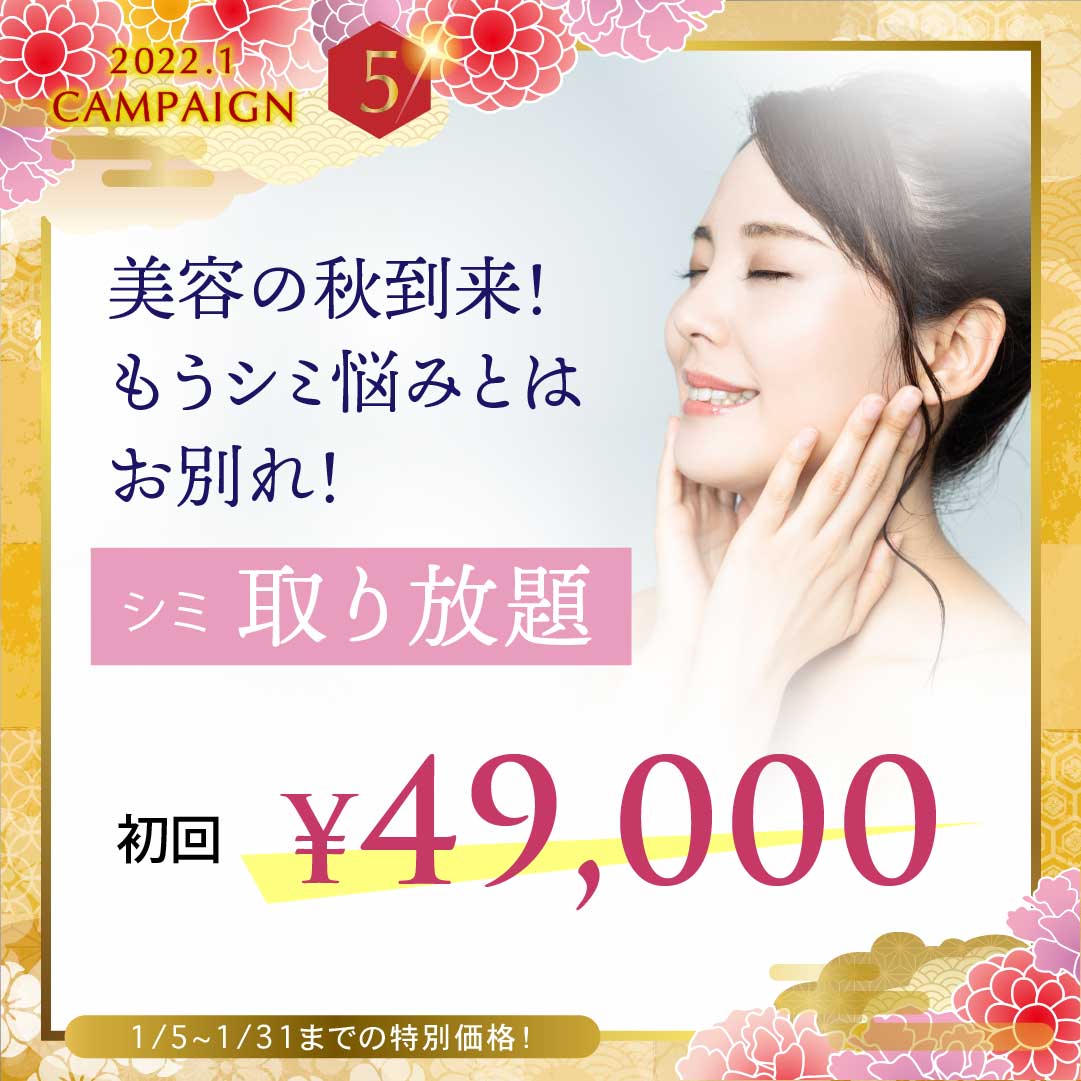 2022.1
CAMPAIGN
5
美容の秋到来！
もうシミ悩みとは
お別れ！
シミ 取り放題
初回 ¥49,000
1/5~1/31までの特別価格！